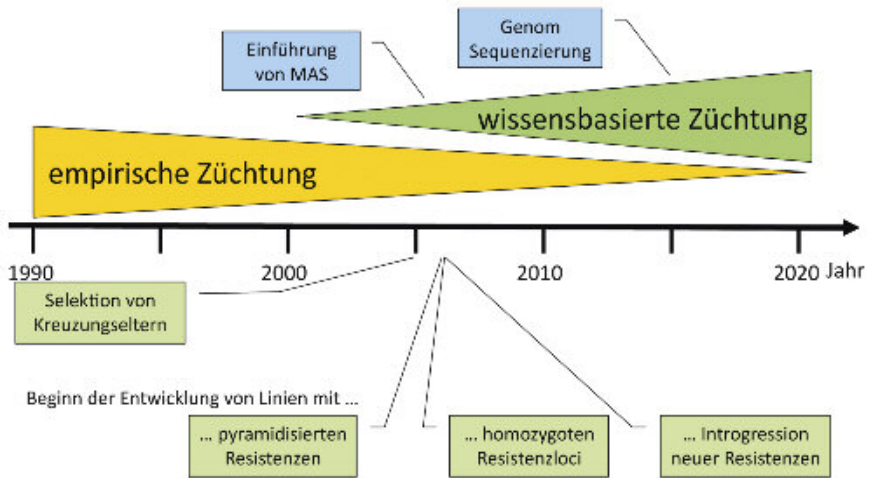 Einführung
von MAS
Genom
Sequenzierung
wissensbasierte Züchtung
empirische Züchtung
1990
2000
2010
2020
Jahr
Selektion von
Kreuzungseltern
Beginn der Entwicklung von Linien mit ...
... pyramidisierten
Resistenzen
... homozygoten
Resistenzloci
... Introgression
neuer Resistenzen